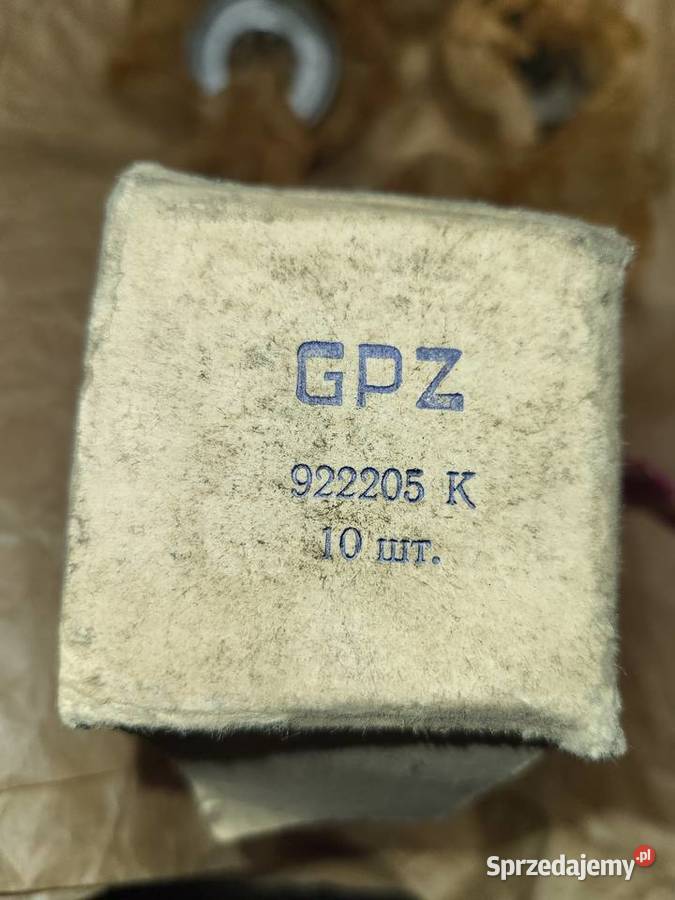 GPZ
922205 К
10 шт.
Sprzedajemy.pl